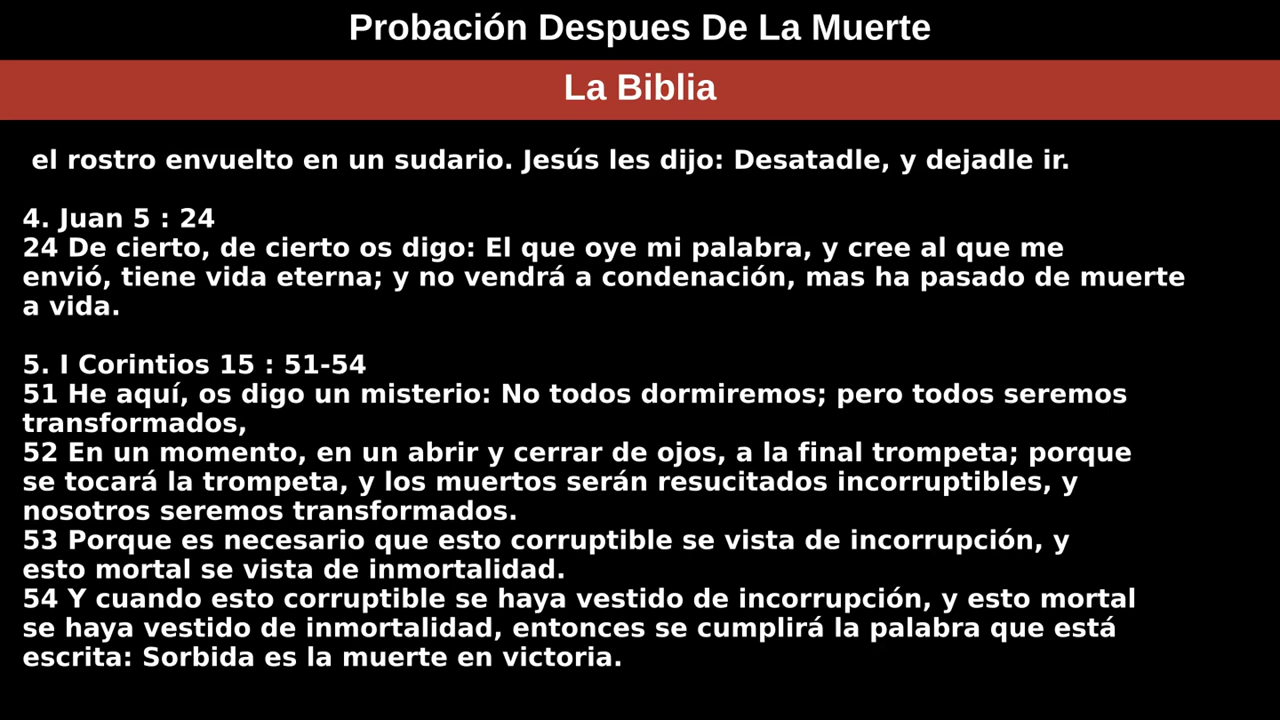 Probación Despues De La Muerte
La Biblia
el rostro envuelto en un sudario. Jesús les dijo: Desatadle, y dejadle ir.
4. Juan 5 : 24
24 De cierto, de cierto os digo: El que oye mi palabra, y cree al que me
envió, tiene vida eterna; y no vendrá a condenación, mas ha pasado de muerte
a vida.
5. I Corintios 15 : 51-54
51 He aquí, os digo un misterio: No todos dormiremos; pero todos seremos
transformados,
52 En un momento, en un abrir y cerrar de ojos, a la final trompeta; porque
se tocará la trompeta, y los muertos serán resucitados incorruptibles, y
nosotros seremos transformados.
53 Porque es necesario que esto corruptible se vista de incorrupción, y
esto mortal se vista de inmortalidad.
54 Y cuando esto corruptible se haya vestido de incorrupción, y esto mortal
se haya vestido de inmortalidad, entonces se cumplirá la palabra que está
escrita: Sorbida es la muerte en victoria.